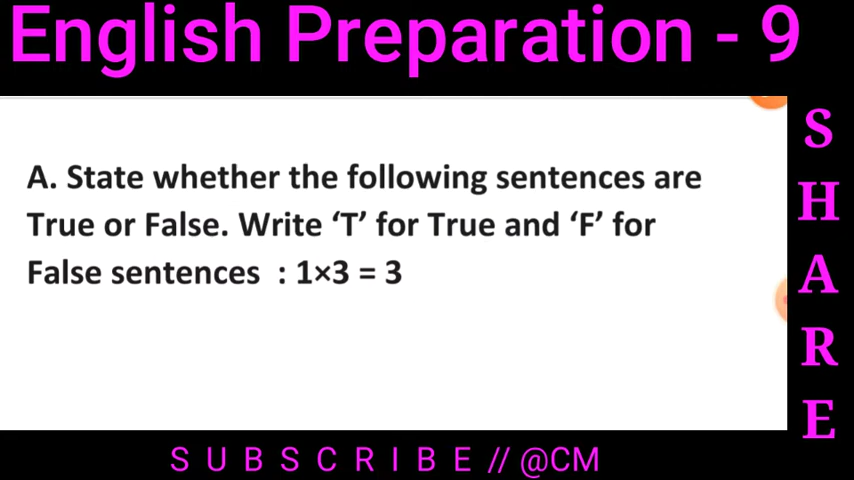 English Preparation - 9
A. State whether the following sentences are
True or False. Write ‘T’ for True and ‘F’ for
False sentences : 1×3 = 3
S
H
A
R
E
S U B S C R I B E // @CM